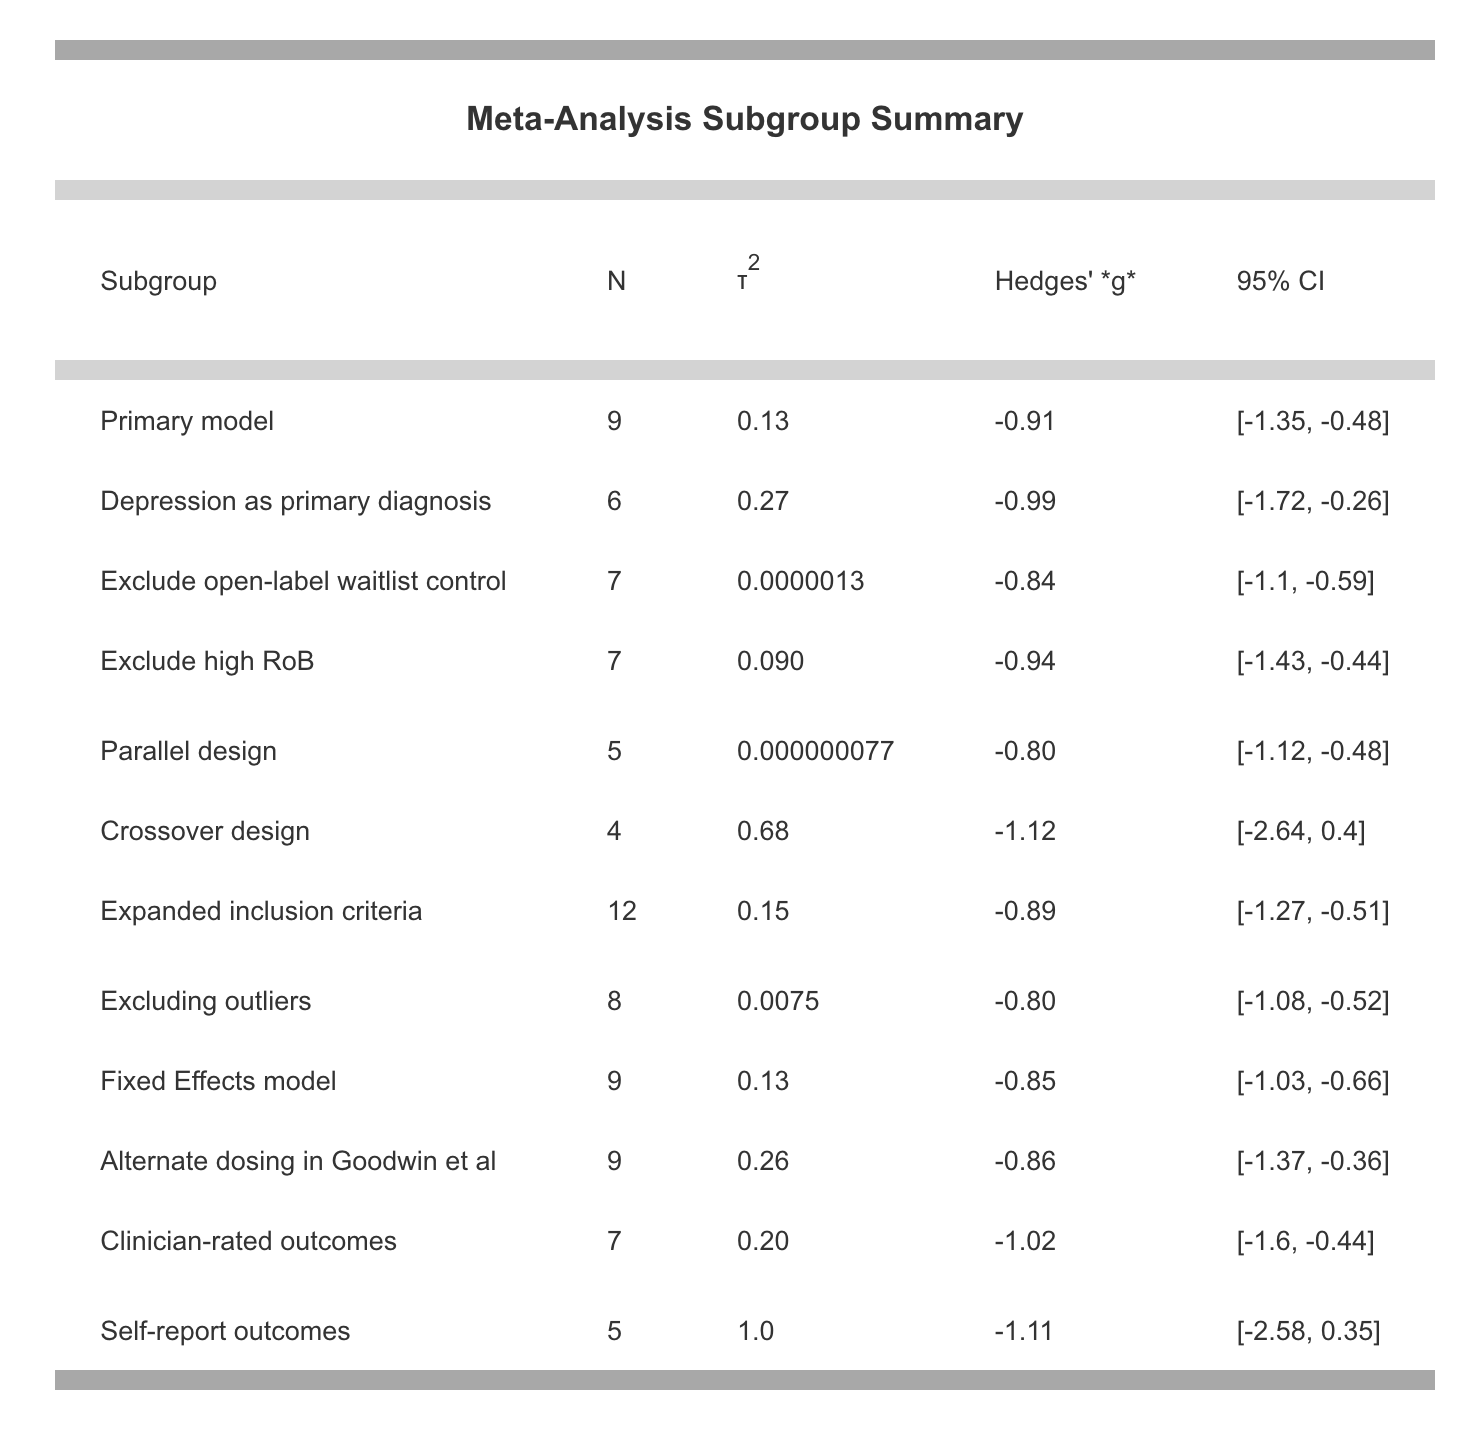 Meta-Analysis Subgroup Summary
Subgroup N τ² Hedges' *g* 95% CI
Primary model 9 0.13 -0.91 [-1.35, -0.48]
Depression as primary diagnosis 6 0.27 -0.99 [-1.72, -0.26]
Exclude open-label waitlist control 7 0.0000013 -0.84 [-1.1, -0.59]
Exclude high RoB 7 0.090 -0.94 [-1.43, -0.44]
Parallel design 5 0.000000077 -0.80 [-1.12, -0.48]
Crossover design 4 0.68 -1.12 [-2.64, 0.4]
Expanded inclusion criteria 12 0.15 -0.89 [-1.27, -0.51]
Excluding outliers 8 0.0075 -0.80 [-1.08, -0.52]
Fixed Effects model 9 0.13 -0.85 [-1.03, -0.66]
Alternate dosing in Goodwin et al 9 0.26 -0.86 [-1.37, -0.36]
Clinician-rated outcomes 7 0.20 -1.02 [-1.6, -0.44]
Self-report outcomes 5 1.0 -1.11 [-2.58, 0.35]